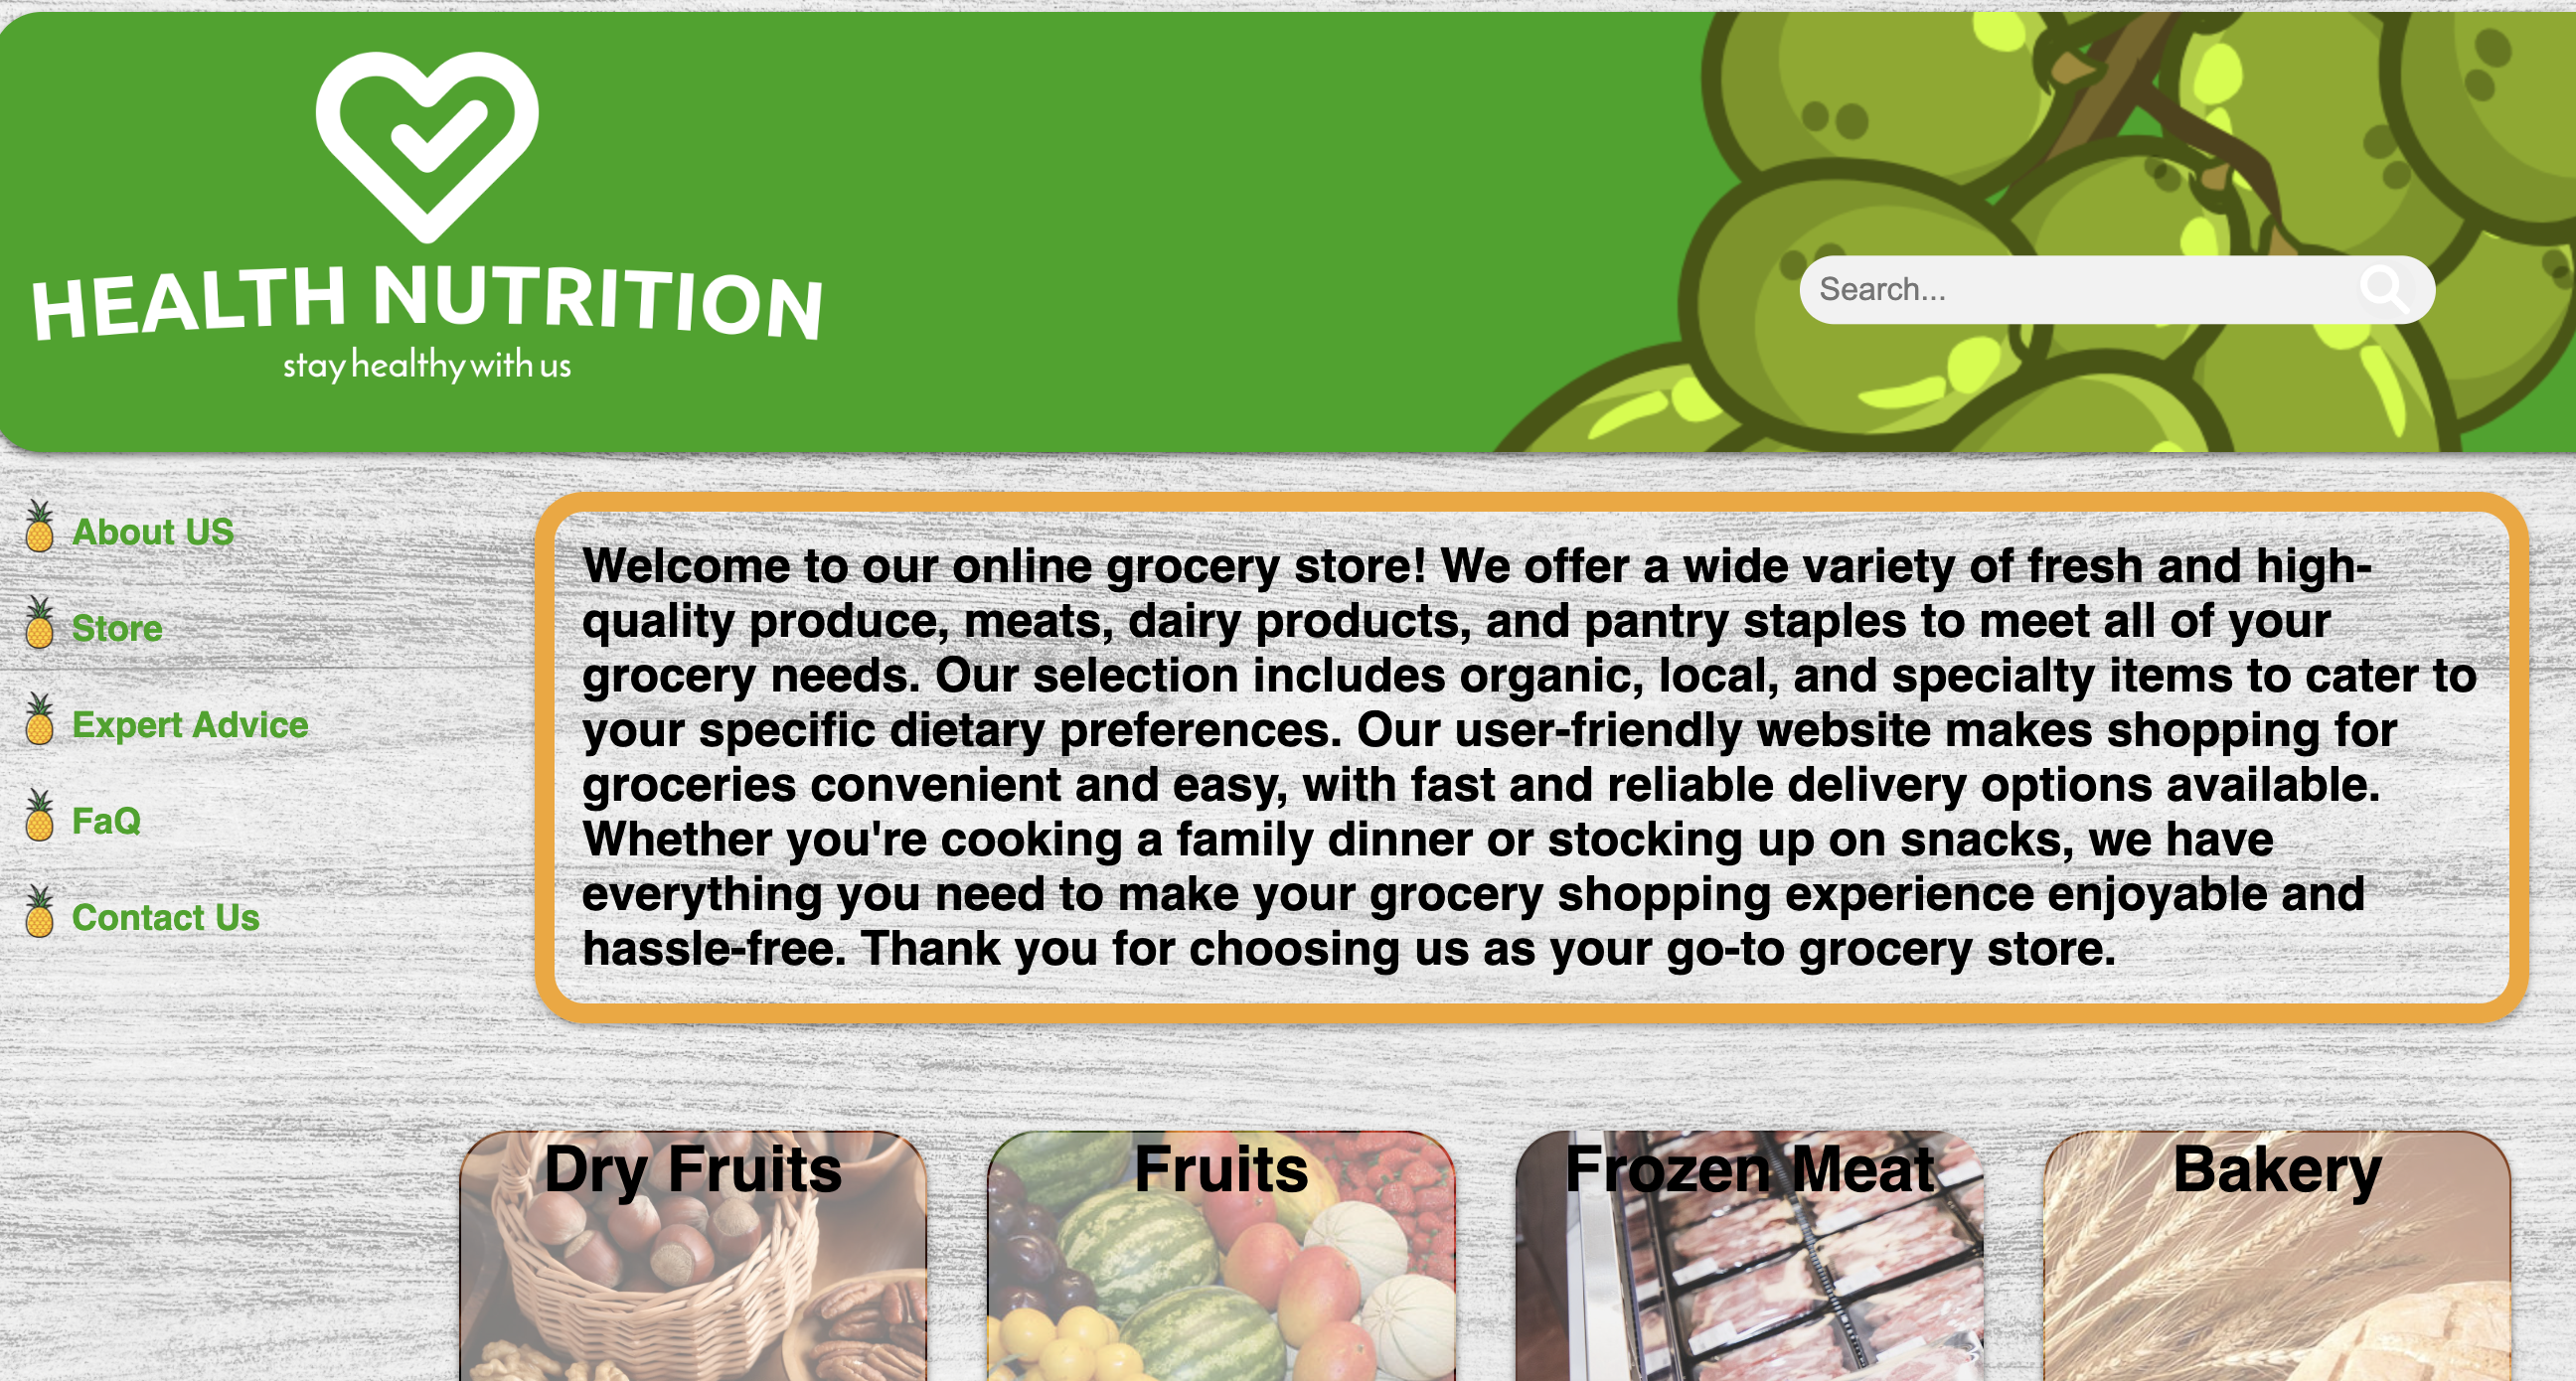 HEALTH NUTRITION
stay healthy with us
Search...
About US
Store
Expert Advice
FaQ
Contact Us
Welcome to our online grocery store! We offer a wide variety of fresh and high-
quality produce, meats, dairy products, and pantry staples to meet all of your
grocery needs. Our selection includes organic, local, and specialty items to cater to
your specific dietary preferences. Our user-friendly website makes shopping for
groceries convenient and easy, with fast and reliable delivery options available.
Whether you're cooking a family dinner or stocking up on snacks, we have
everything you need to make your grocery shopping experience enjoyable and
hassle-free. Thank you for choosing us as your go-to grocery store.
Dry Fruits
Fruits
Frozen Meat
Bakery